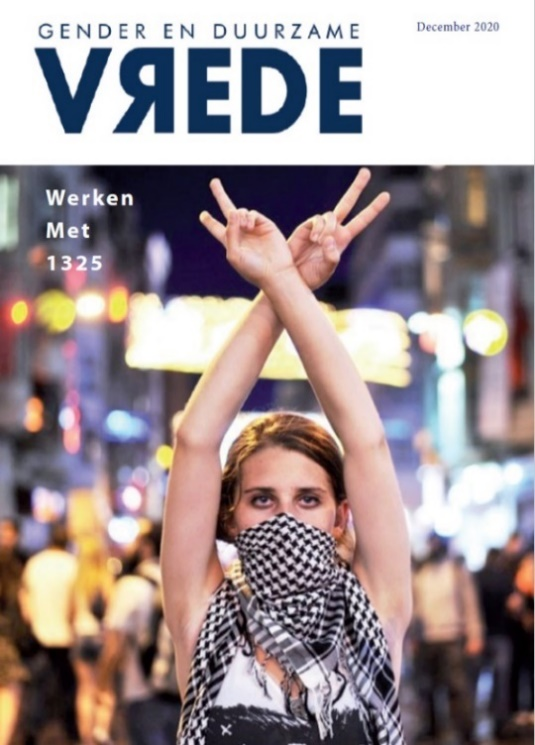 GENDER EN DUURZAME
December 2020
VREDE
Werken
Met
1325